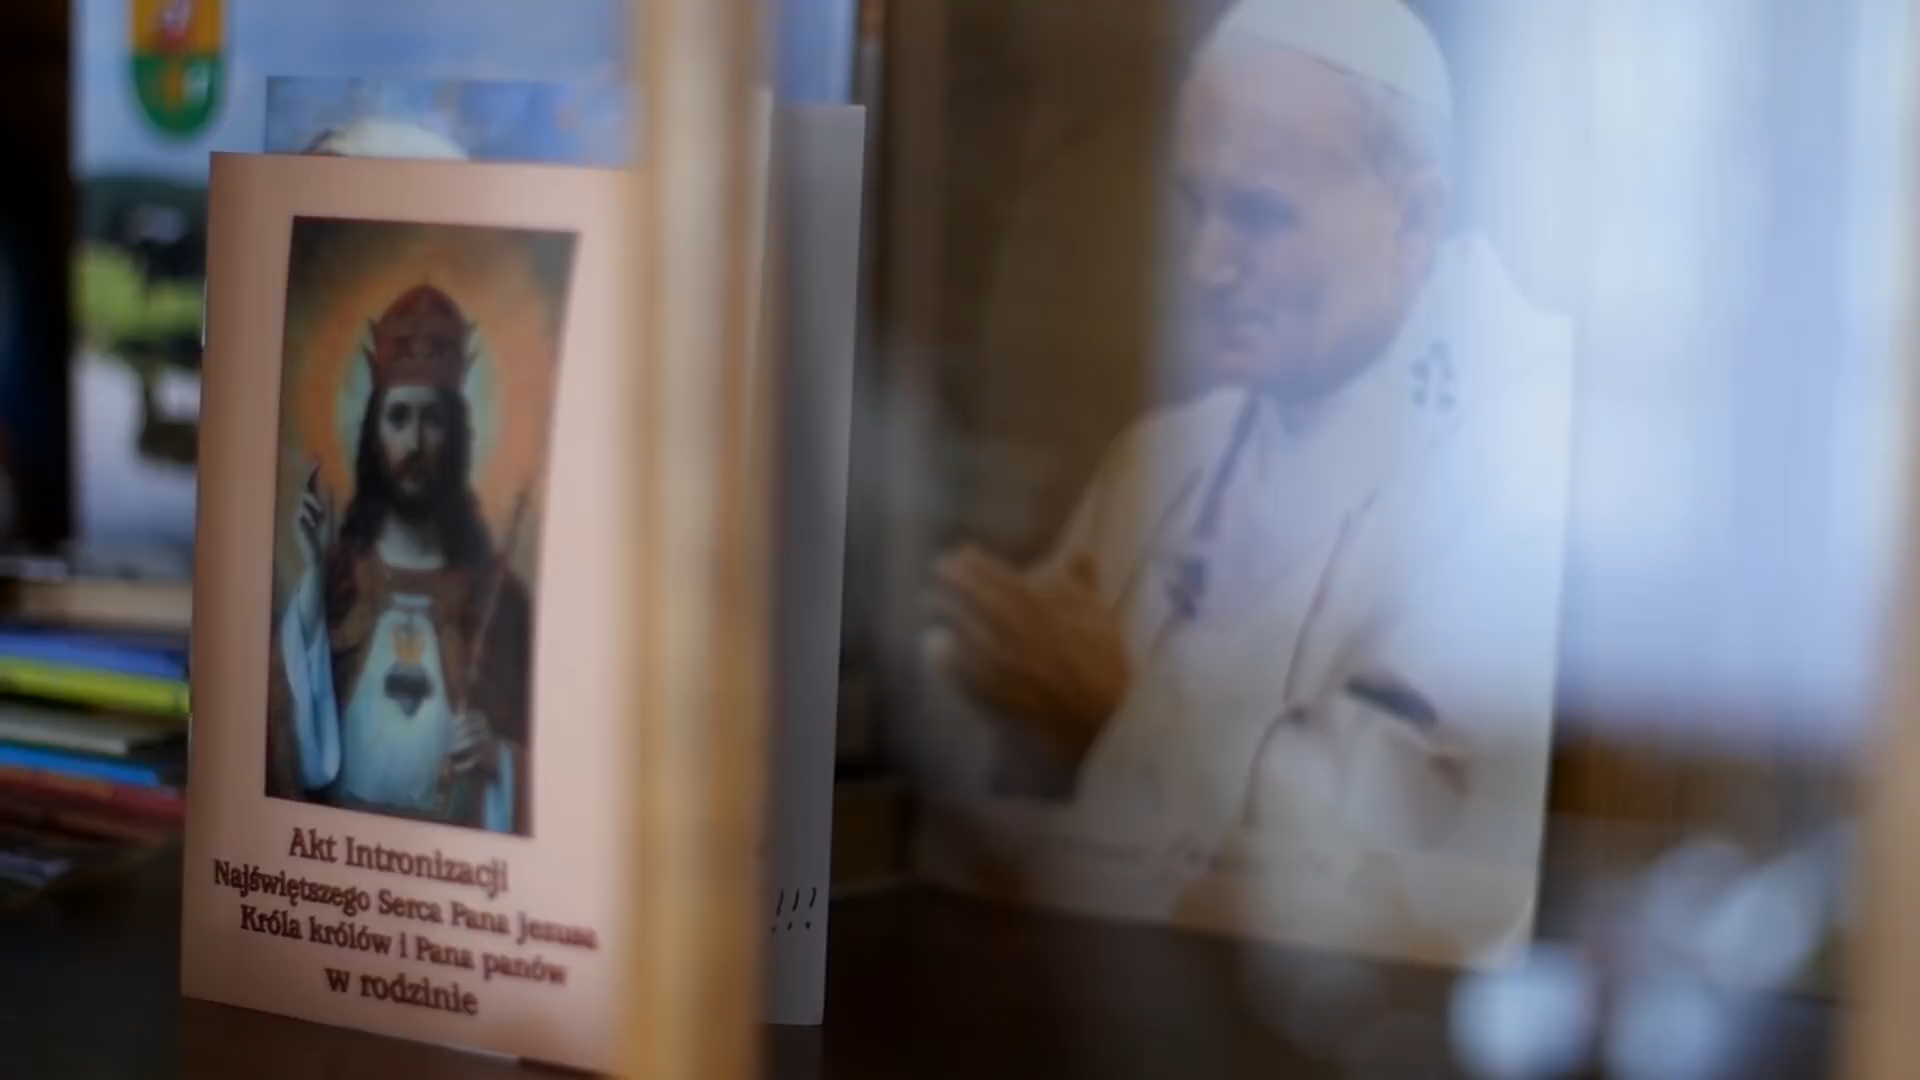 Akt Intronizacji
Najświętszego Serca Pana Jezusa
Króla królów i Pana panów
w rodzinie
!!!